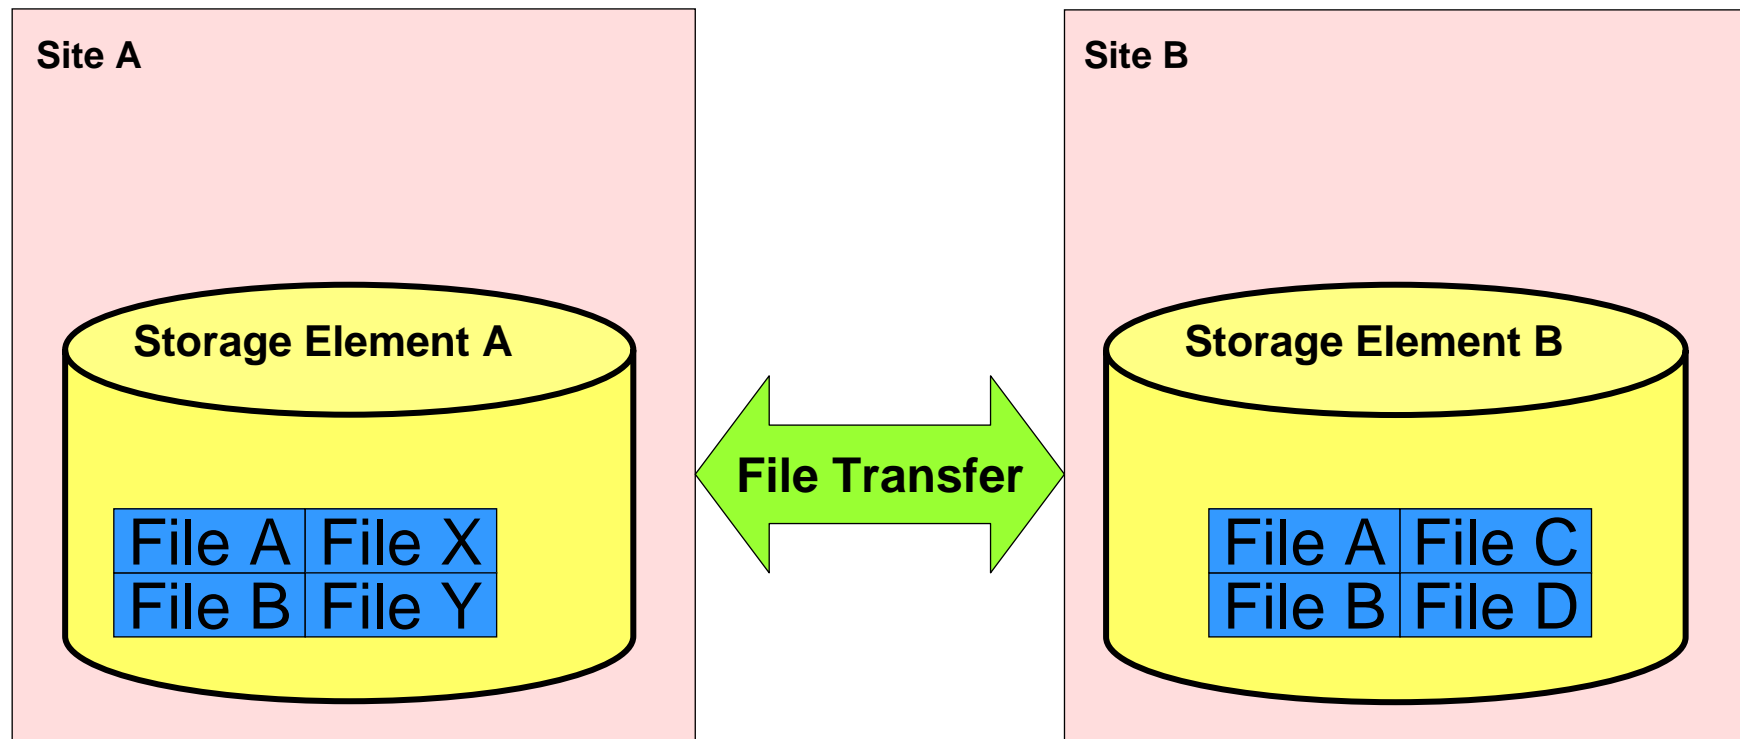 Site A
Storage Element A
File A File X
File B File Y
File Transfer
Site B
Storage Element B
File A File C
File B File D